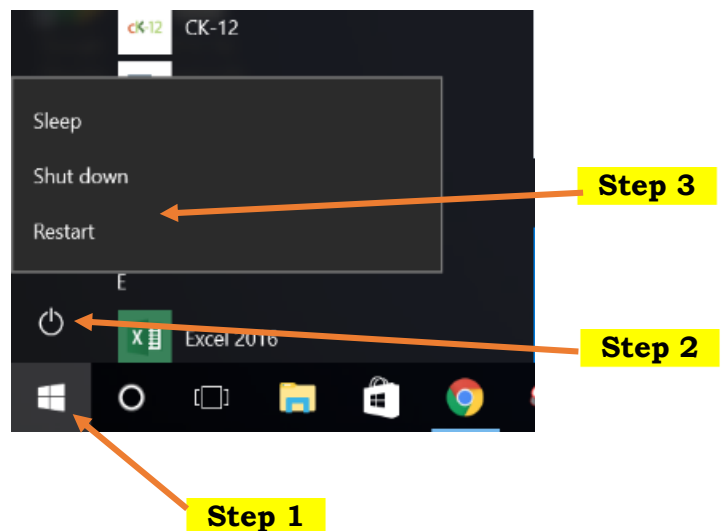 CK-12 CK-12
Sleep
Shut down
Step 3
Restart
E
Excel 2016
Step 2
Step 1